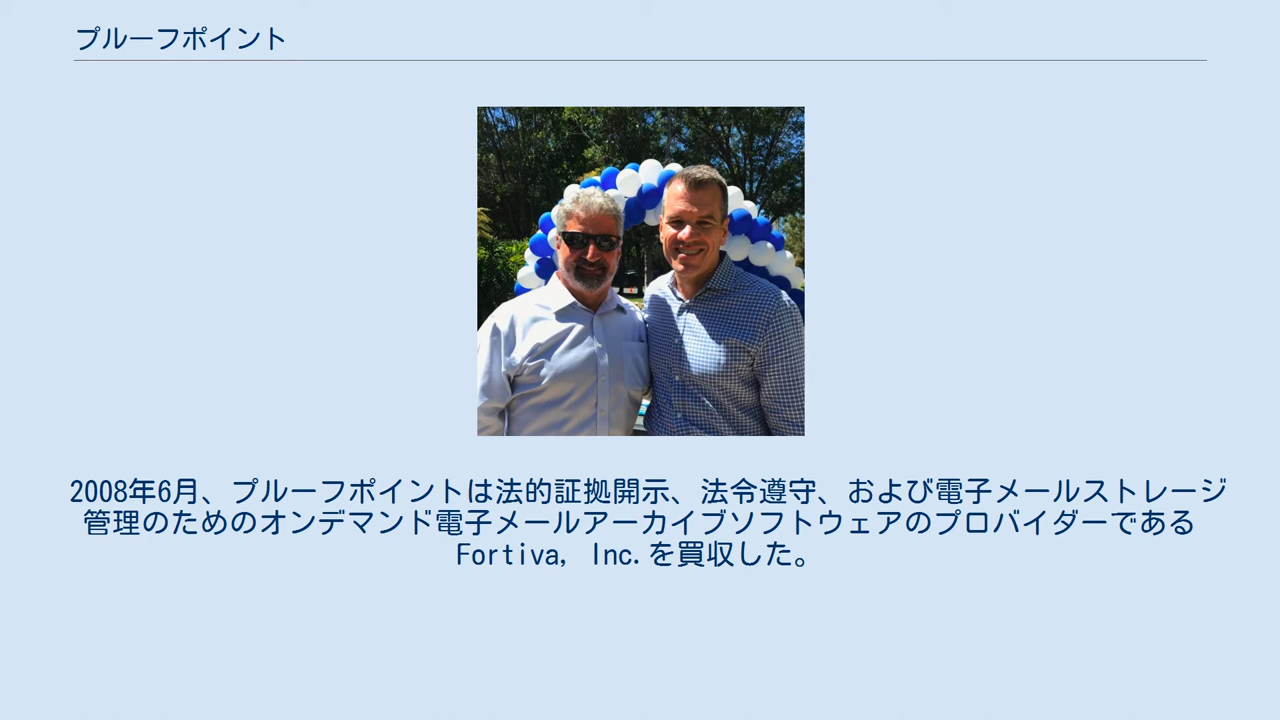 プルーフポイント
2008年6月、プルーフポイントは法的証拠開示、法令遵守、および電子メールストレージ
管理のためのオンデマンド電子メールアーカイブソフトウェアのプロバイダーである
Fortiva, Inc.を買収した。